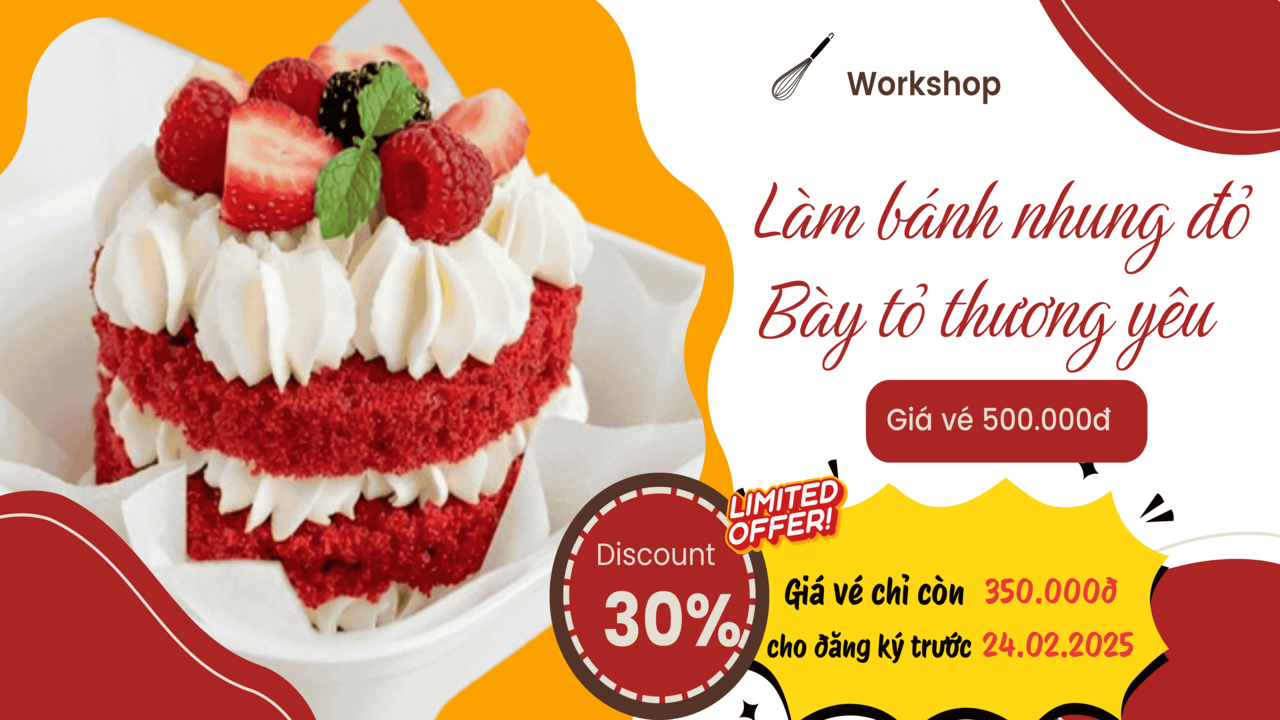 Workshop
Làm bánh nhung đỏ
Bày tỏ thương yêu
Giá vé 500.000đ
LIMITED
OFFER!
Discount
30%
Giá vé chỉ còn 350.000đ
cho đăng ký trước 24.02.2025